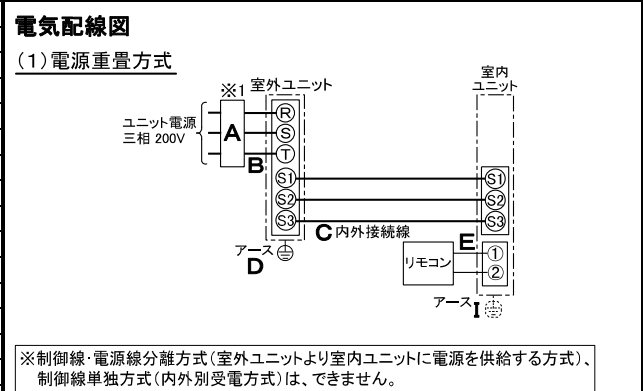 電気配線図
(1)電源重畳方式
※1
室外ユニット
室内
ユニット
ユニット電源
三相 200V
A
B
R
S
T
S1
S2
S3
S1
S2
S3
C 内外接続線
アース
D
リモコン
E
①
②
アース I
※制御線・電源線分離方式(室外ユニットより室内ユニットに電源を供給する方式)、
制御線単独方式(内外別受電方式)は、できません。